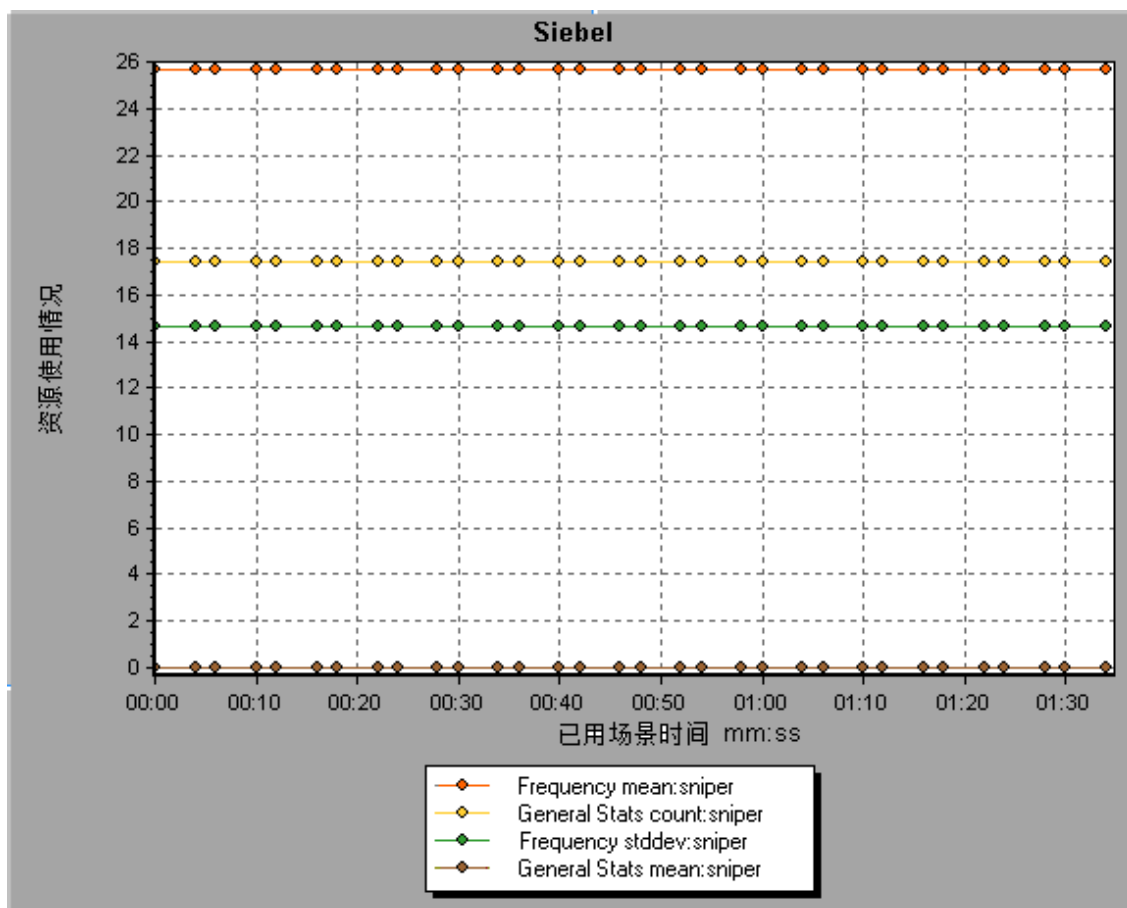 Siebel
26
24
22
20
18
16
14
12
10
8
6
4
2
0
资源使用情况
00:00 00:10 00:20 00:30 00:40 00:50 01:00 01:10 01:20 01:30
已用场景时间 mm:ss
Frequency mean:sniper
General Stats count:sniper
Frequency stddev:sniper
General Stats mean:sniper